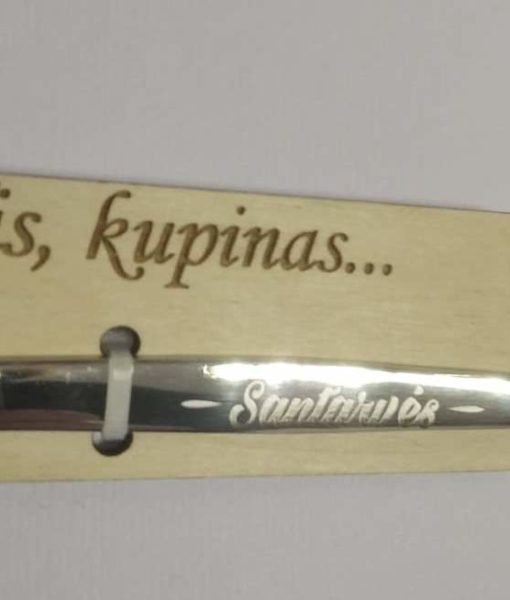 is, kupinas...
- Santarvės -